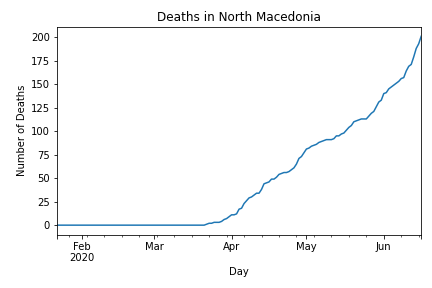 Deaths in North Macedonia
Number of Deaths
200
175
150
125
100
75
50
25
0
Feb
2020
Mar
Apr
May
Jun
Day